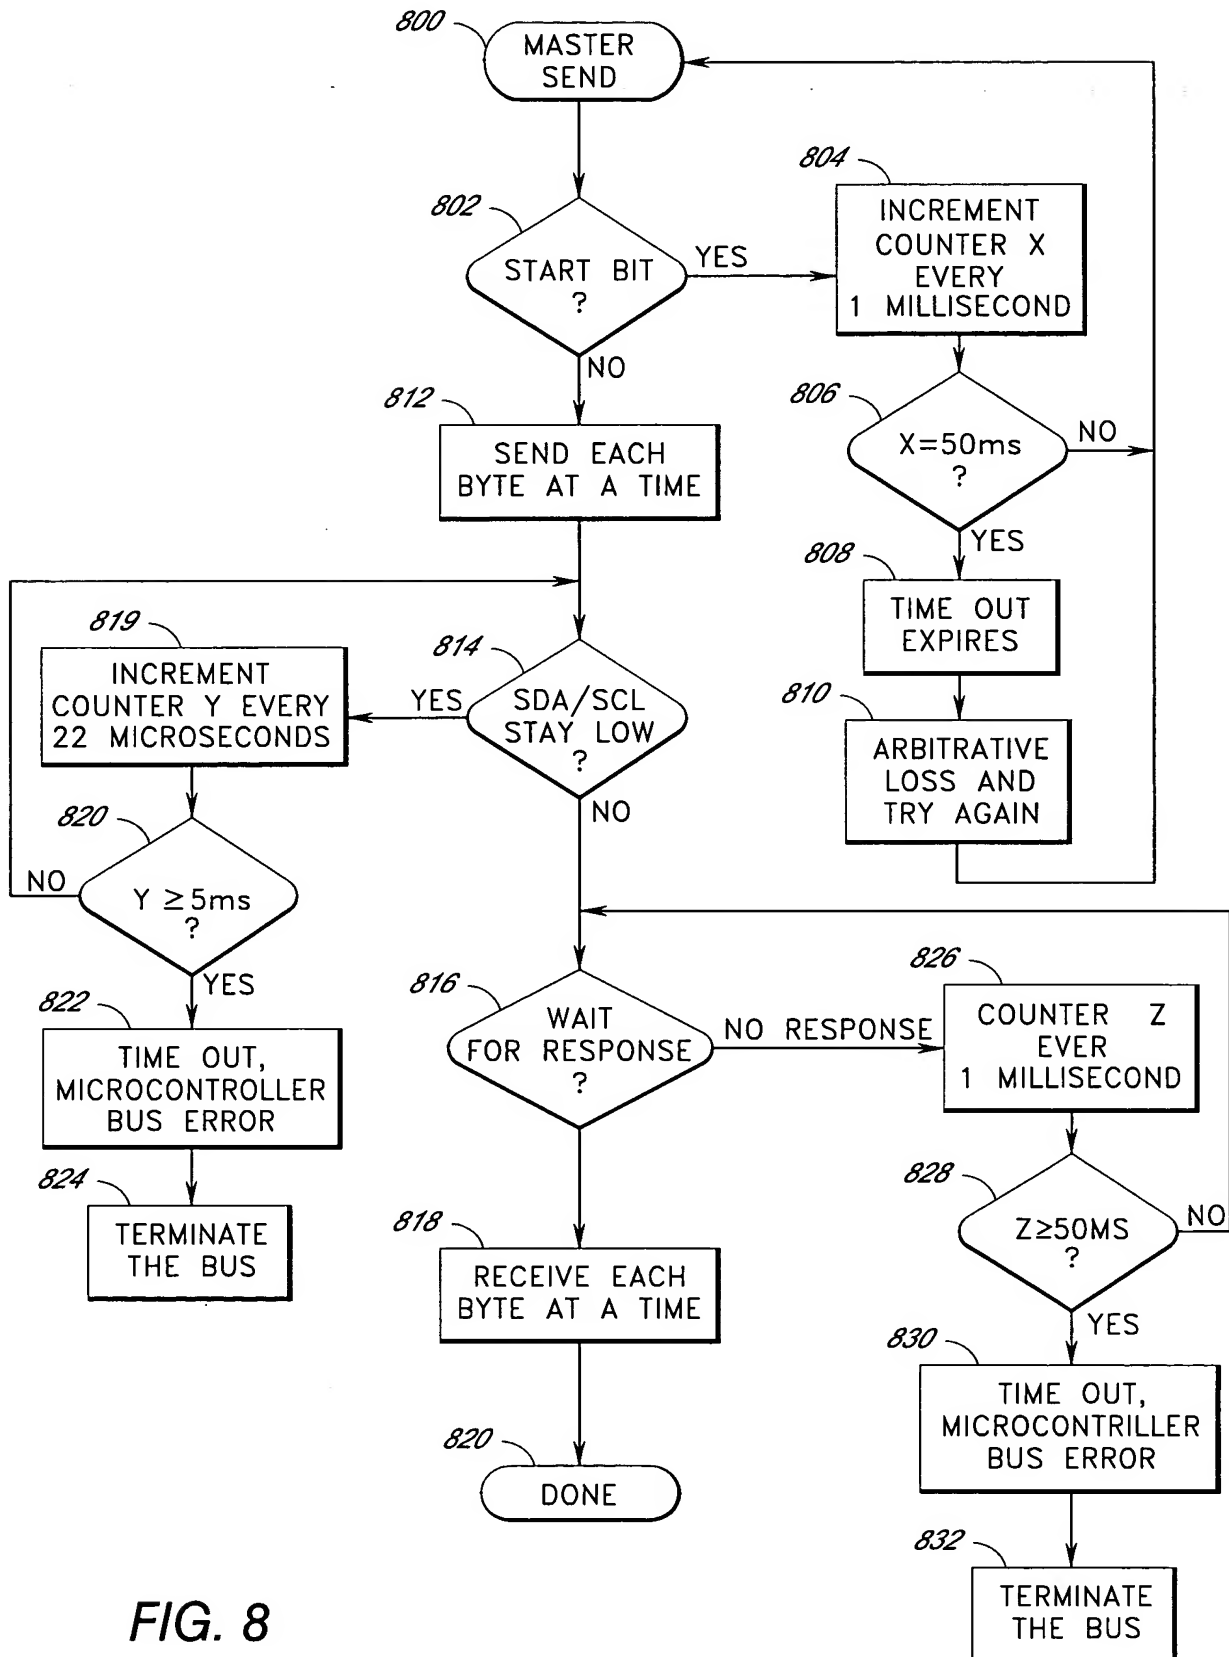 800
MASTER
SEND
802
START BIT
?
YES
NO
804
INCREMENT
COUNTER X
EVERY
1 MILLISECOND
806
X=50ms
?
NO
YES
808
TIME OUT
EXPIRES
810
ARBITRATIVE
LOSS AND
TRY AGAIN
812
SEND EACH
BYTE AT A TIME
814
SDA/SCL
STAY LOW
?
YES
NO
819
INCREMENT
COUNTER Y EVERY
22 MICROSECONDS
820
Y ≥5ms
?
NO
YES
822
TIME OUT,
MICROCONTROLLER
BUS ERROR
824
TERMINATE
THE BUS
816
WAIT
FOR RESPONSE
?
NO RESPONSE
826
COUNTER Z
EVER
1 MILLISECOND
828
Z≥50MS
?
NO
YES
830
TIME OUT,
MICROCONTRILLER
BUS ERROR
832
TERMINATE
THE BUS
818
RECEIVE EACH
BYTE AT A TIME
820
DONE
FIG. 8